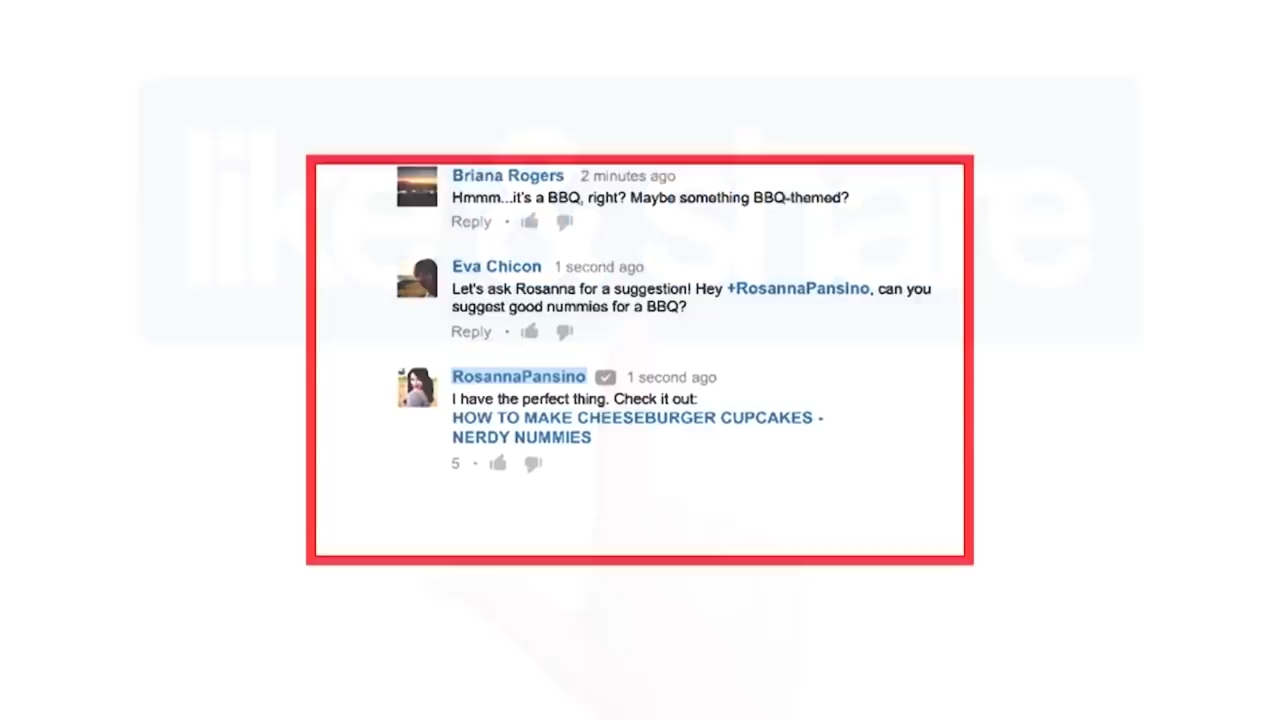 like & share
Briana Rogers 2 minutes ago
Hmmm...it's a BBQ, right? Maybe something BBQ-themed?
Reply •
Eva Chicon 1 second ago
Let's ask Rosanna for a suggestion! Hey +RosannaPansino, can you
suggest good nummies for a BBQ?
Reply •
RosannaPansino 1 second ago
I have the perfect thing. Check it out:
HOW TO MAKE CHEESEBURGER CUPCAKES -
NERDY NUMMIES
5 •